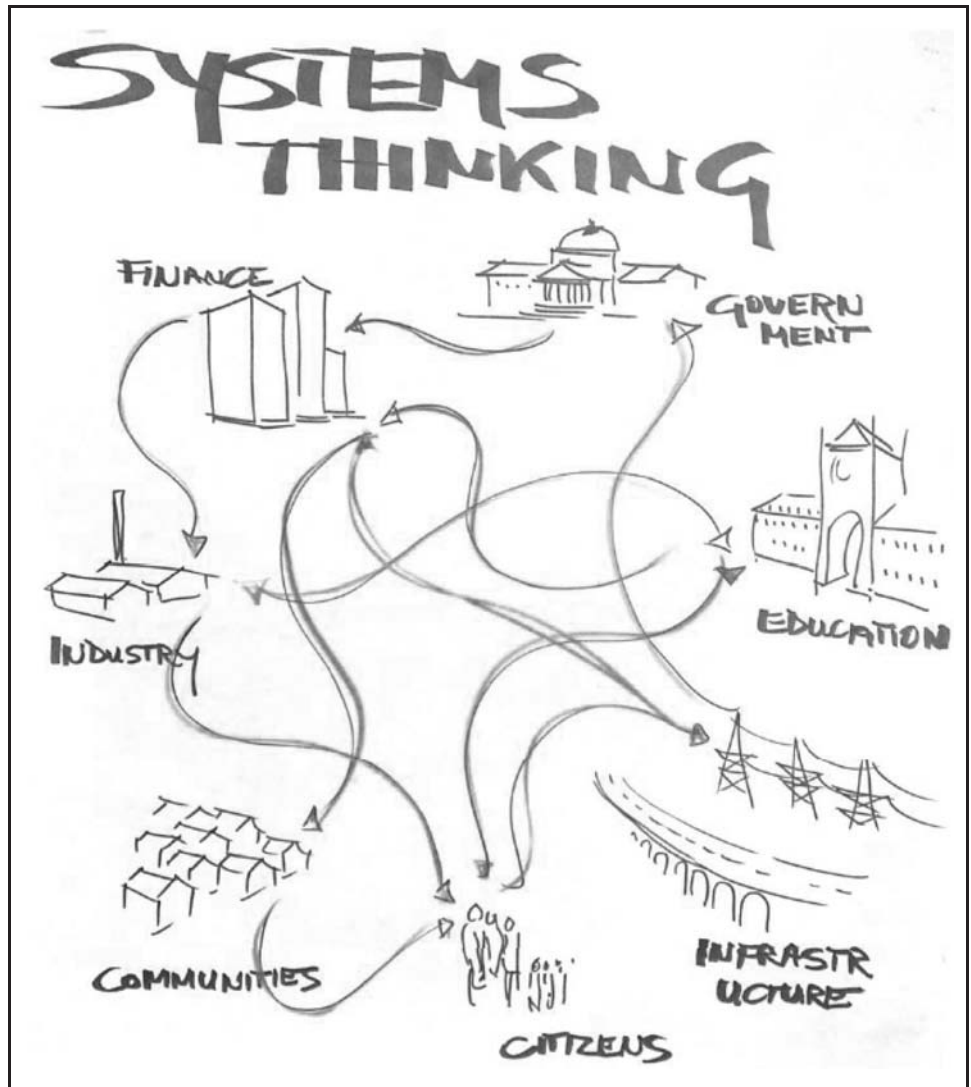 SYSTEMS
THINKING
FINANCE
GOVERN
MENT
EDUCATION
INDUSTRY
INFRASTR
UCTURE
COMMUNITIES
CITIZENS